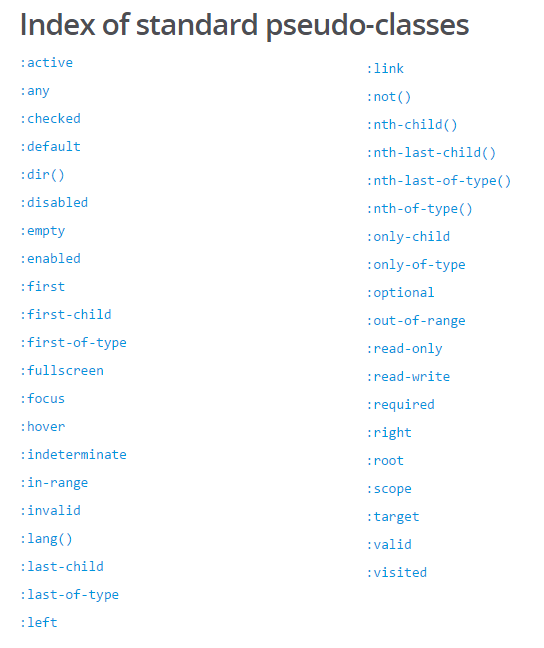 Index of standard pseudo-classes
:active
:any
:checked
:default
:dir()
:disabled
:empty
:enabled
:first
:first-child
:first-of-type
:fullscreen
:focus
:hover
:indeterminate
:in-range
:invalid
:lang()
:last-child
:last-of-type
:left
:link
:not()
:nth-child()
:nth-last-child()
:nth-last-of-type()
:nth-of-type()
:only-child
:only-of-type
:optional
:out-of-range
:read-only
:read-write
:required
:right
:root
:scope
:target
:valid
:visited